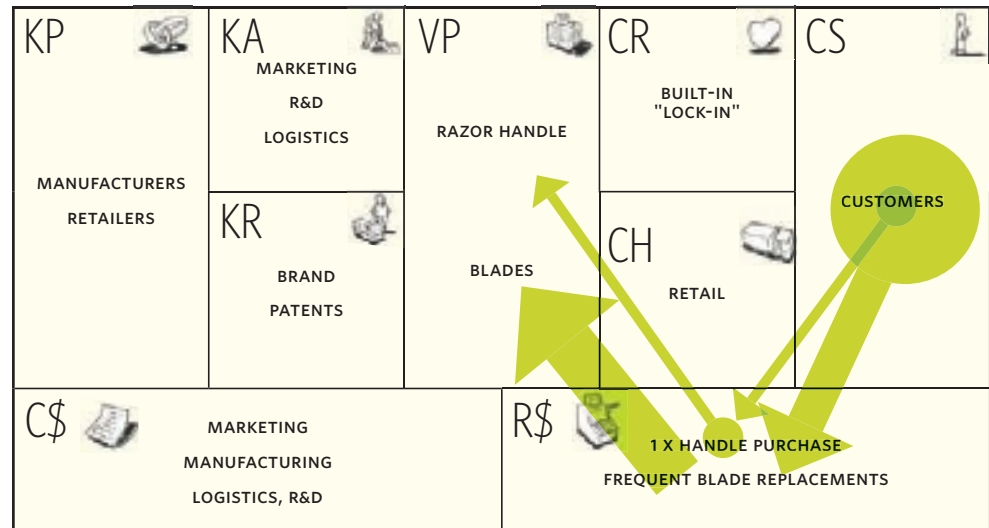 KP
MANUFACTURERS
RETAILERS
KA
MARKETING
R&D
LOGISTICS
KR
BRAND
PATENTS
VP
RAZOR HANDLE
BLADES
CR
BUILT-IN
"LOCK-IN"
CH
RETAIL
CS
CUSTOMERS
C$
MARKETING
MANUFACTURING
LOGISTICS, R&D
R$
1 X HANDLE PURCHASE
FREQUENT BLADE REPLACEMENTS